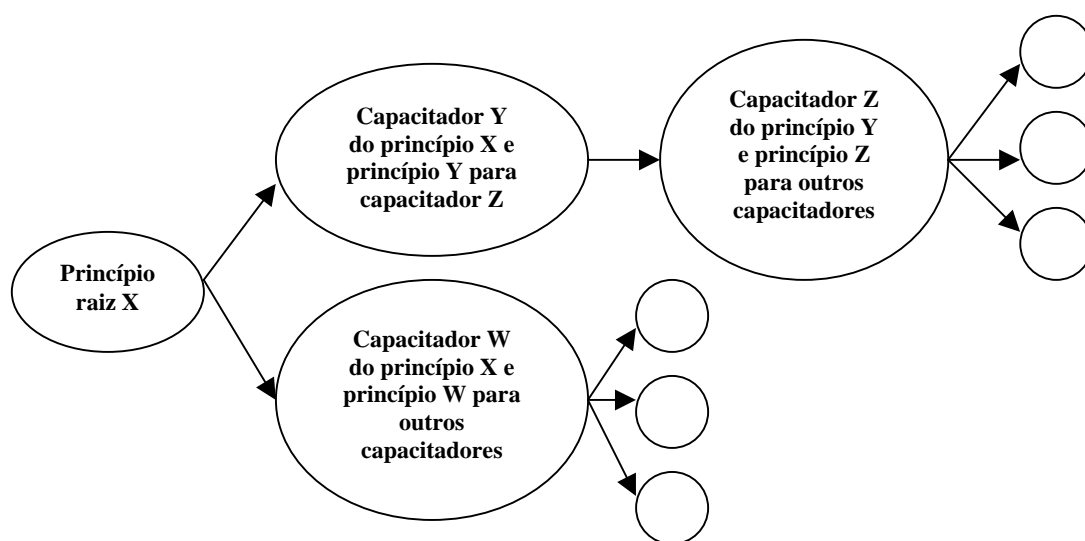 Princípio
raiz X
Capacitador Y
do princípio X e
princípio Y para
capacitador Z
Capacitador Z
do princípio Y
e princípio Z
para outros
capacitadores
Capacitador W
do princípio X e
princípio W para
outros
capacitadores